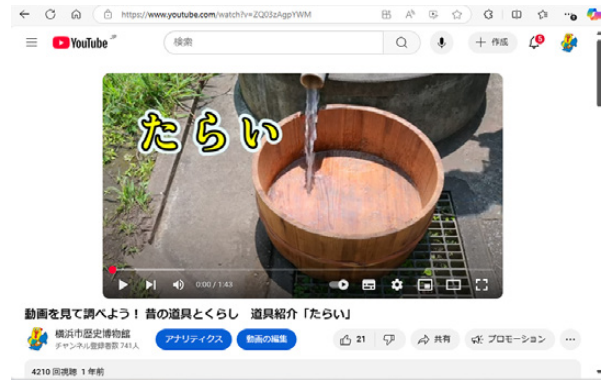 https://www.youtube.com/watch?v=ZQ03zAgpYWM
YouTube JP
検索
作成
たらい
0:00 / 1:43
動画を見て調べよう！ 昔の道具とくらし 道具紹介「たらい」
横浜市歴史博物館
チャンネル登録者数 741人
アナリティクス
動画の編集
21
共有
プロモーション
4210 回視聴 1 年前